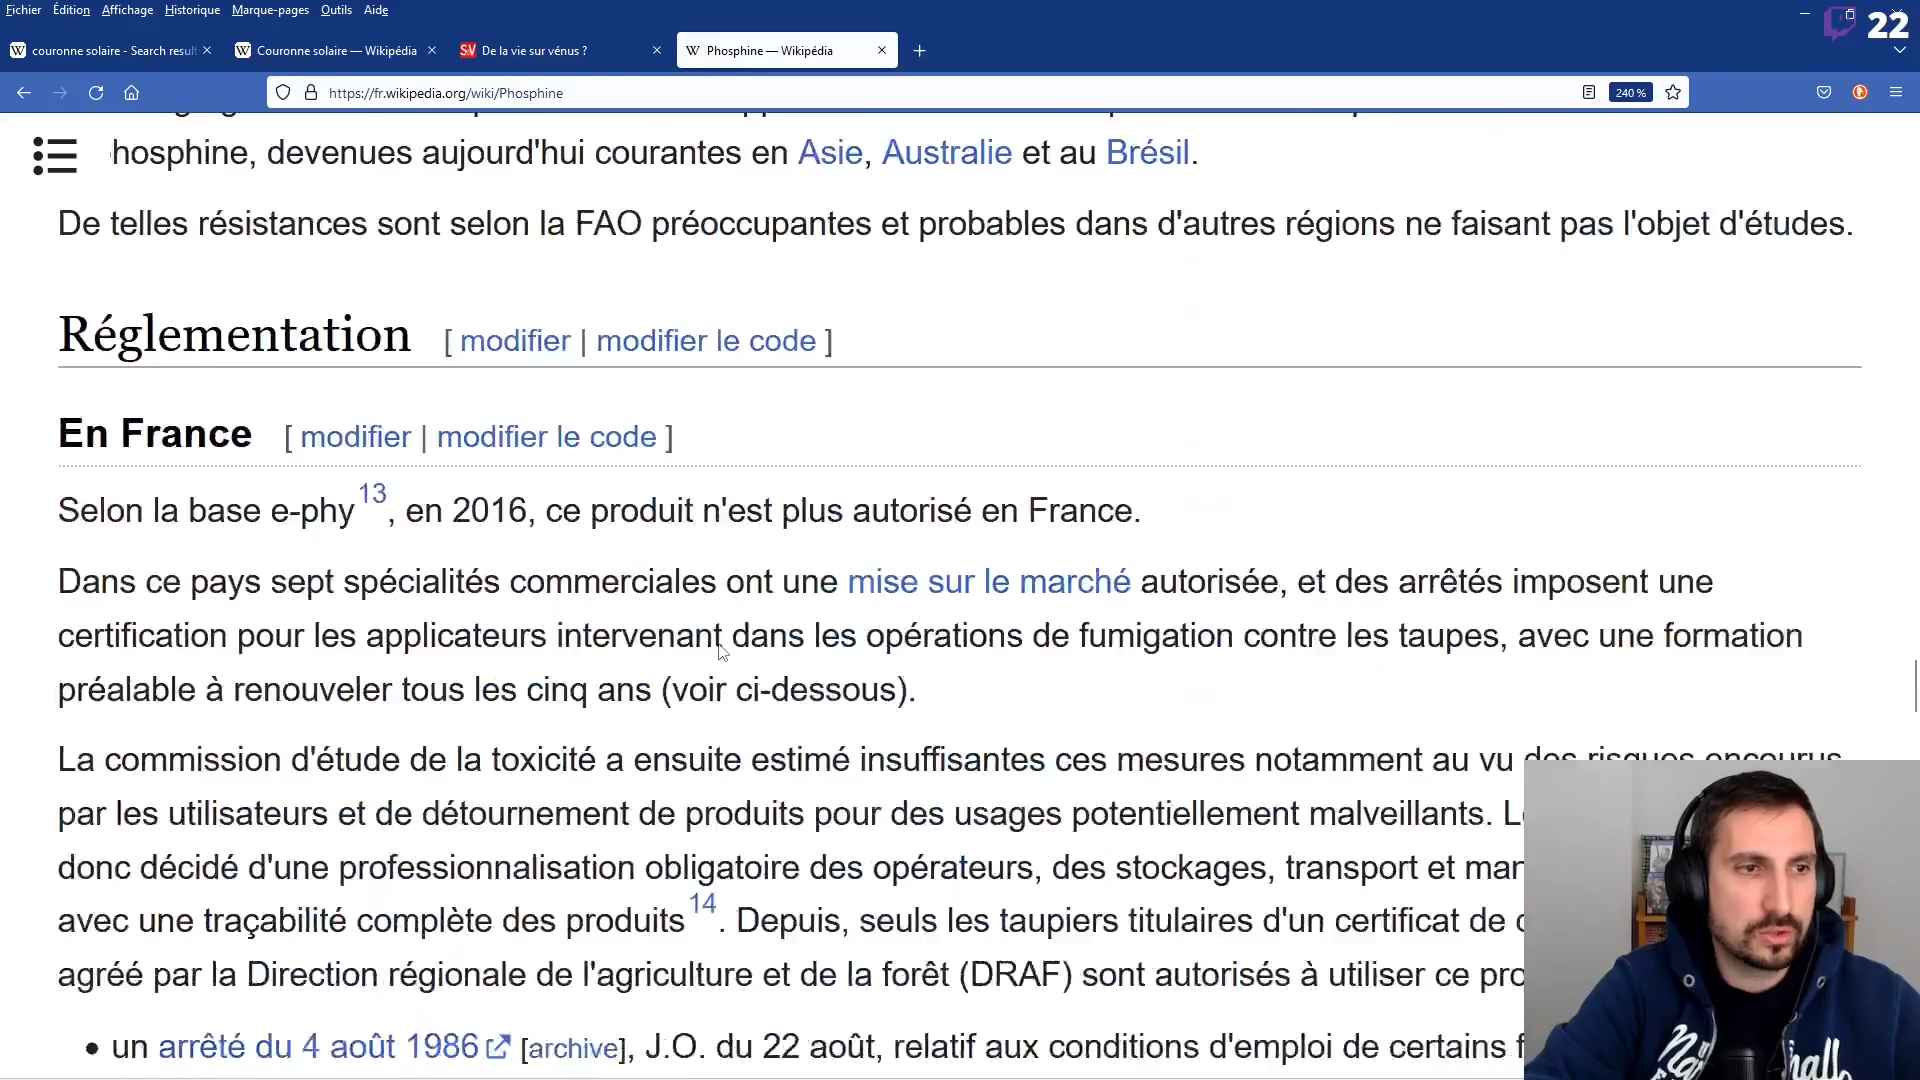 Fichier Édition Affichage Historique Marque-pages Outils Aide
22
couronne solaire - Search result
Couronne solaire — Wikipédia
SV De la vie sur vénus ?
W Phosphine — Wikipédia
https://fr.wikipedia.org/wiki/Phosphine
240 %
hosphine, devenues aujourd'hui courantes en Asie, Australie et au Brésil.
De telles résistances sont selon la FAO préoccupantes et probables dans d'autres régions ne faisant pas l'objet d'études.
Réglementation [ modifier | modifier le code ]
En France [ modifier | modifier le code ]
Selon la base e-phy13, en 2016, ce produit n'est plus autorisé en France.
Dans ce pays sept spécialités commerciales ont une mise sur le marché autorisée, et des arrêtés imposent une
certification pour les applicateurs intervenant dans les opérations de fumigation contre les taupes, avec une formation
préalable à renouveler tous les cinq ans (voir ci-dessous).
La commission d'étude de la toxicité a ensuite estimé insuffisantes ces mesures notamment au vu des risques encourus
par les utilisateurs et de détournement de produits pour des usages potentiellement malveillants.
donc décidé d'une professionnalisation obligatoire des opérateurs, des stockages, transport et
avec une traçabilité complète des produits14. Depuis, seuls les taupiers titulaires d'un certificat de
agréé par la Direction régionale de l'agriculture et de la forêt (DRAF) sont autorisés à utiliser ce
• un arrêté du 4 août 1986 [archive], J.O. du 22 août, relatif aux conditions d'emploi de certains